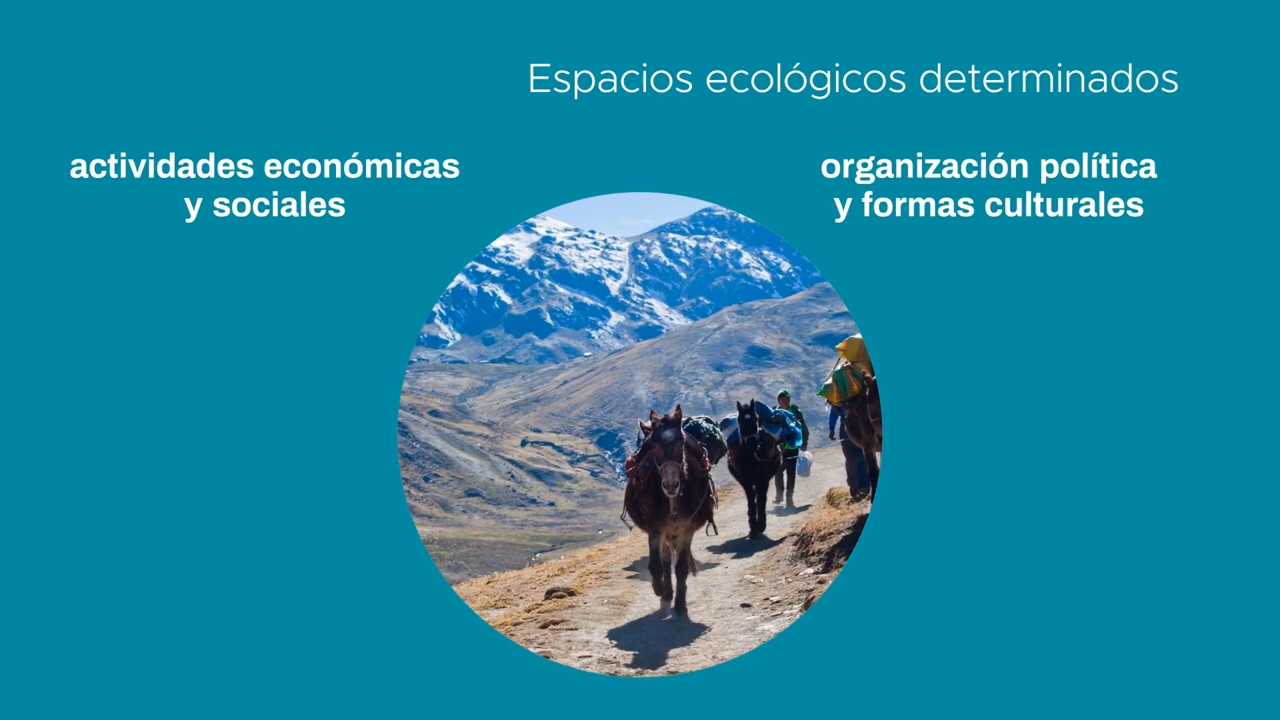 Espacios ecológicos determinados
actividades económicas
y sociales
organización política
y formas culturales